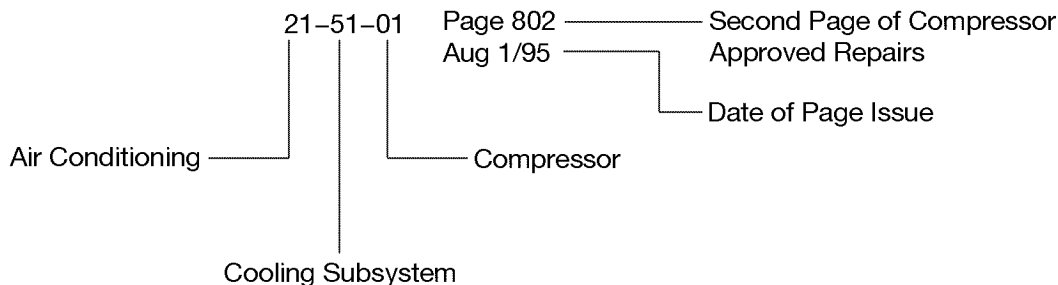 21–51–01
Page 802
Second Page of Compressor
Aug 1/95
Approved Repairs
Date of Page Issue
Air Conditioning
Compressor
Cooling Subsystem